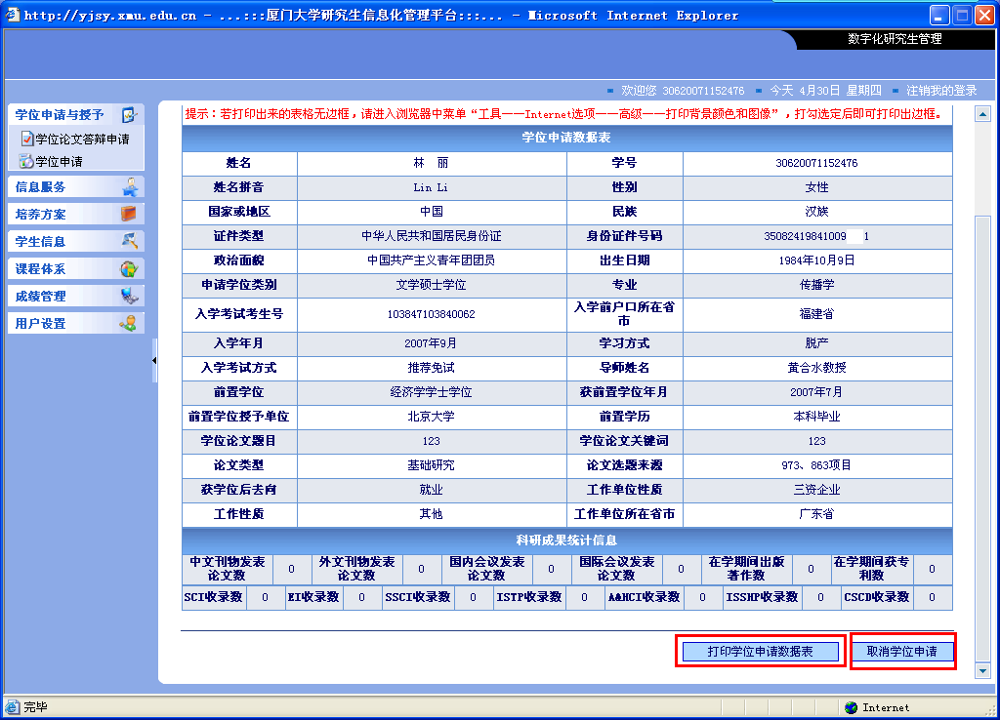 http://yjsy.xmu.edu.cn - ...:::厦门大学研究生信息化管理平台:::... - Microsoft Internet Explorer
数字化研究生管理
欢迎您 30620071152476 今天 4月30日 星期四 注销我的登录
学位申请与授予
学位论文答辩申请
学位申请
信息服务
培养方案
学生信息
课程体系
成绩管理
用户设置
提示：若打印出来的表格无边框，请进入浏览器中菜单“工具——Internet选项——高级——打印背景颜色和图像”，打勾选定后即可打印出边框。
学位申请数据表
姓名 林 丽 学号 30620071152476
姓名拼音 Lin Li 性别 女性
国家或地区 中国 民族 汉族
证件类型 中华人民共和国居民身份证 身份证件号码 35082419841009 1
政治面貌 中国共产主义青年团团员 出生日期 1984年10月9日
申请学位类别 文学硕士学位 专业 传播学
入学考试考生号 103847103840062 入学前户口所在省市 福建省
入学年月 2007年9月 学习方式 脱产
入学考试方式 推荐免试 导师姓名 黄合水教授
前置学位 经济学学士学位 获前置学位年月 2007年7月
前置学位授予单位 北京大学 前置学历 本科毕业
学位论文题目 123 学位论文关键词 123
论文类型 基础研究 论文选题来源 973、863项目
获学位后去向 就业 工作单位性质 三资企业
工作性质 其他 工作单位所在省市 广东省
科研成果统计信息
中文刊物发表论文数 0 外文刊物发表论文数 0 国内会议发表论文数 0 国际会议发表论文数 0 在学期间出版著作数 0 在学期间获专利数 0
SCI收录数 0 EI收录数 0 SSCI收录数 0 ISTP收录数 0 A&HCI收录数 0 ISSHP收录数 0 CSCD收录数 0
打印学位申请数据表 取消学位申请
完毕 Internet